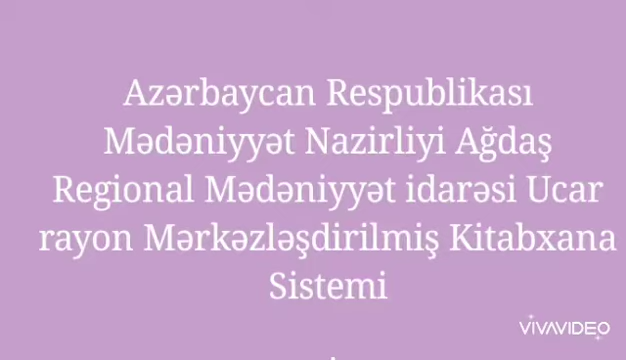 Azərbaycan Respublikası
Mədəniyyət Nazirliyi Ağdaş
Regional Mədəniyyət idarəsi Ucar
rayon Mərkəzləşdirilmiş Kitabxana
Sistemi
VIVAVIDEO